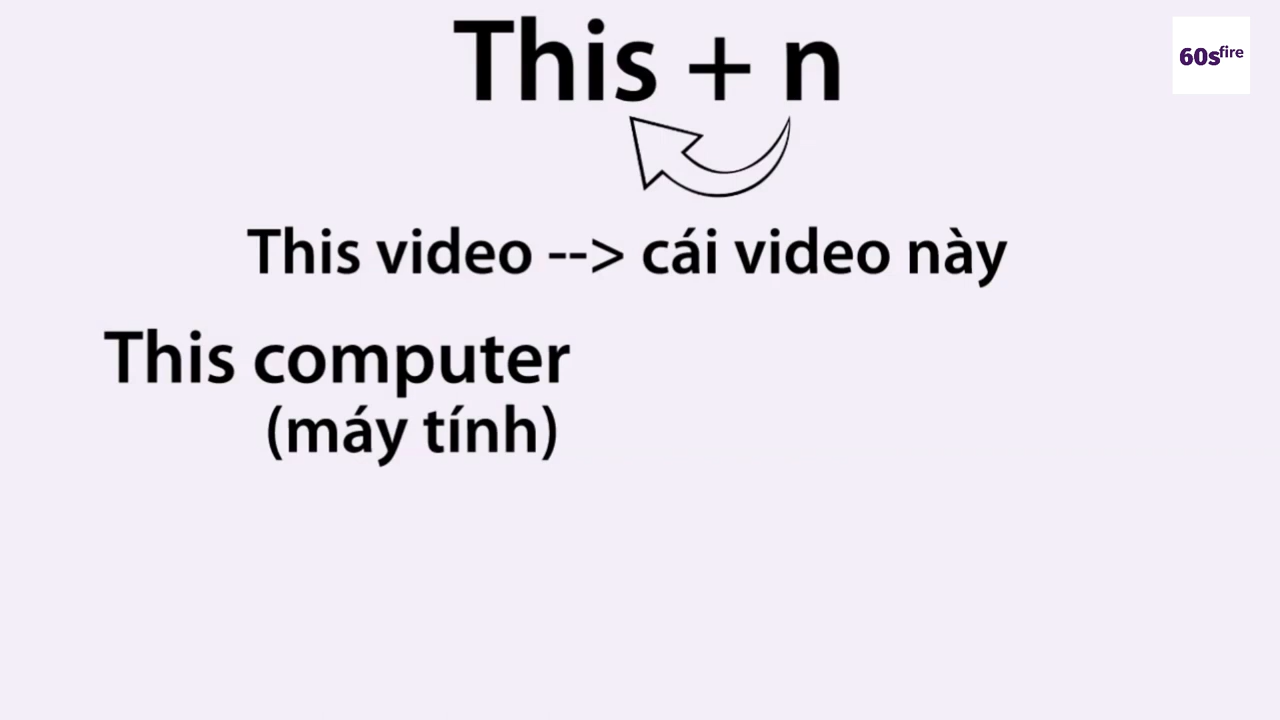 This + n
60sfire
This video --> cái video này
This computer
(máy tính)